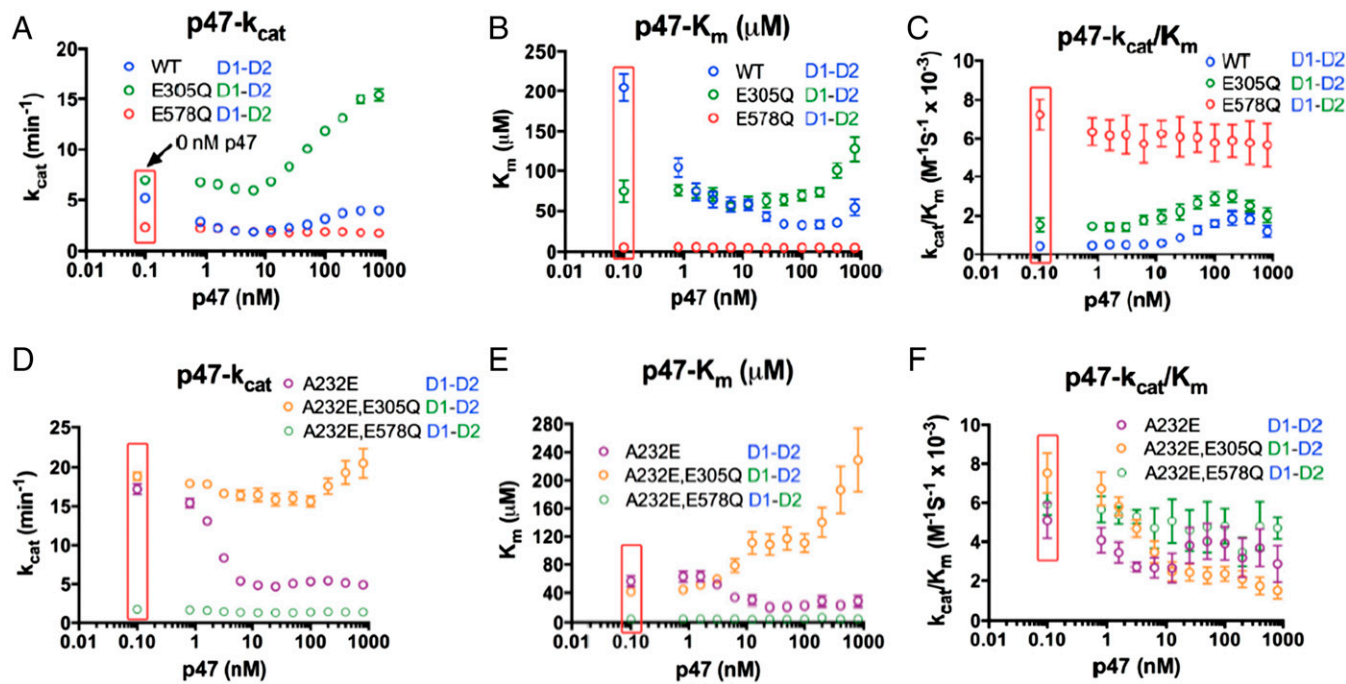 A
p47-kcat
WT D1-D2
E305Q D1-D2
E578Q D1-D2
0 nM p47
kcat (min-1)
20
15
10
5
0
0.01 0.1 1 10 100 1000
p47 (nM)
B
p47-Km (μM)
WT D1-D2
E305Q D1-D2
E578Q D1-D2
Km (μM)
250
200
150
100
50
0
0.01 0.10 1 10 100 1000
p47 (nM)
C
p47-kcat/Km
WT D1-D2
E305Q D1-D2
E578Q D1-D2
kcat/Km (M-1S-1 x 10-3)
8
6
4
2
0
0.01 0.10 1 10 100 1000
p47 (nM)
D
p47-kcat
A232E D1-D2
A232E,E305Q D1-D2
A232E,E578Q D1-D2
kcat (min-1)
25
20
15
10
5
0
0.01 0.10 1 10 100 1000
p47 (nM)
E
p47-Km (μM)
A232E D1-D2
A232E,E305Q D1-D2
A232E,E578Q D1-D2
Km (μM)
280
240
200
160
120
80
40
0
0.01 0.10 1 10 100 1000
p47 (nM)
F
p47-kcat/Km
A232E D1-D2
A232E,E305Q D1-D2
A232E,E578Q D1-D2
kcat/Km (M-1S-1 x 10-3)
10
8
6
4
2
0
0.01 0.10 1 10 100 1000
p47 (nM)